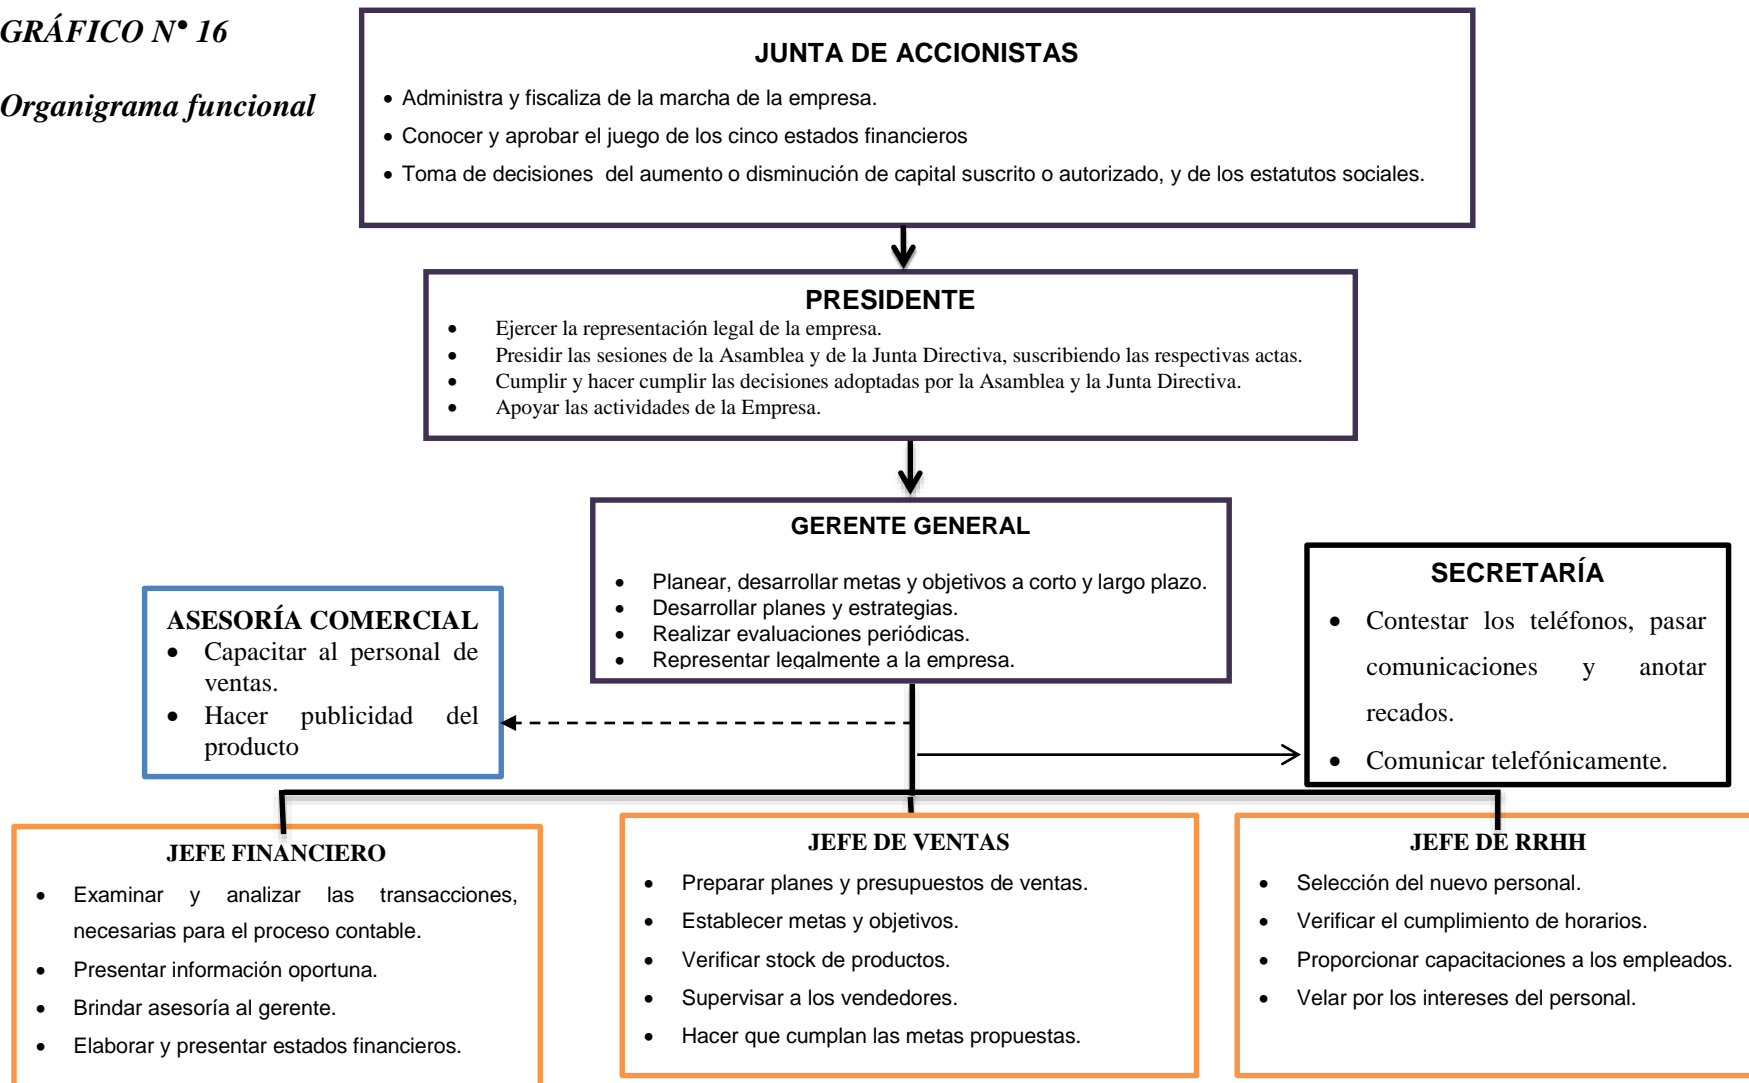 GRÁFICO N° 16
Organigrama funcional
JUNTA DE ACCIONISTAS
• Administra y fiscaliza de la marcha de la empresa.
• Conocer y aprobar el juego de los cinco estados financieros
• Toma de decisiones del aumento o disminución de capital suscrito o autorizado, y de los estatutos sociales.
PRESIDENTE
• Ejercer la representación legal de la empresa.
• Presidir las sesiones de la Asamblea y de la Junta Directiva, suscribiendo las respectivas actas.
• Cumplir y hacer cumplir las decisiones adoptadas por la Asamblea y la Junta Directiva.
• Apoyar las actividades de la Empresa.
GERENTE GENERAL
• Planear, desarrollar metas y objetivos a corto y largo plazo.
• Desarrollar planes y estrategias.
• Realizar evaluaciones periódicas.
• Representar legalmente a la empresa.
ASESORÍA COMERCIAL
• Capacitar al personal de
ventas.
• Hacer publicidad del
producto
SECRETARÍA
• Contestar los teléfonos, pasar
comunicaciones y anotar
recados.
• Comunicar telefónicamente.
JEFE FINANCIERO
• Examinar y analizar las transacciones,
necesarias para el proceso contable.
• Presentar información oportuna.
• Brindar asesoría al gerente.
• Elaborar y presentar estados financieros.
JEFE DE VENTAS
• Preparar planes y presupuestos de ventas.
• Establecer metas y objetivos.
• Verificar stock de productos.
• Supervisar a los vendedores.
• Hacer que cumplan las metas propuestas.
JEFE DE RRHH
• Selección del nuevo personal.
• Verificar el cumplimiento de horarios.
• Proporcionar capacitaciones a los empleados.
• Velar por los intereses del personal.